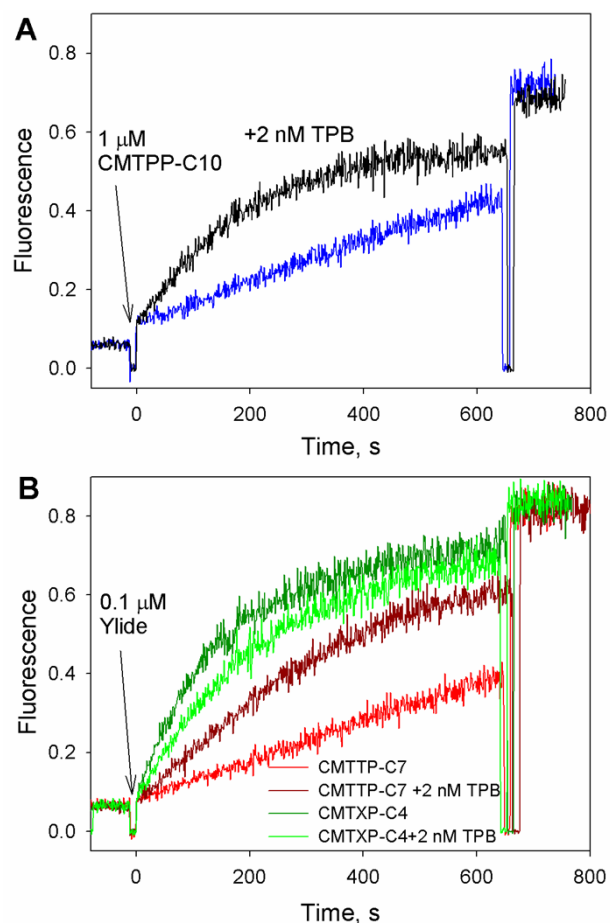 A
0.8
0.6
0.4
0.2
0.0
Fluorescence
1 μM
CMTPP-C10
+2 nM TPB
0 200 400 600 800
Time, s
B
0.8
0.6
0.4
0.2
0.0
Fluorescence
0.1 μM
Ylide
CMTTP-C7
CMTTP-C7 +2 nM TPB
CMTXP-C4
CMTXP-C4+2 nM TPB
0 200 400 600 800
Time, s